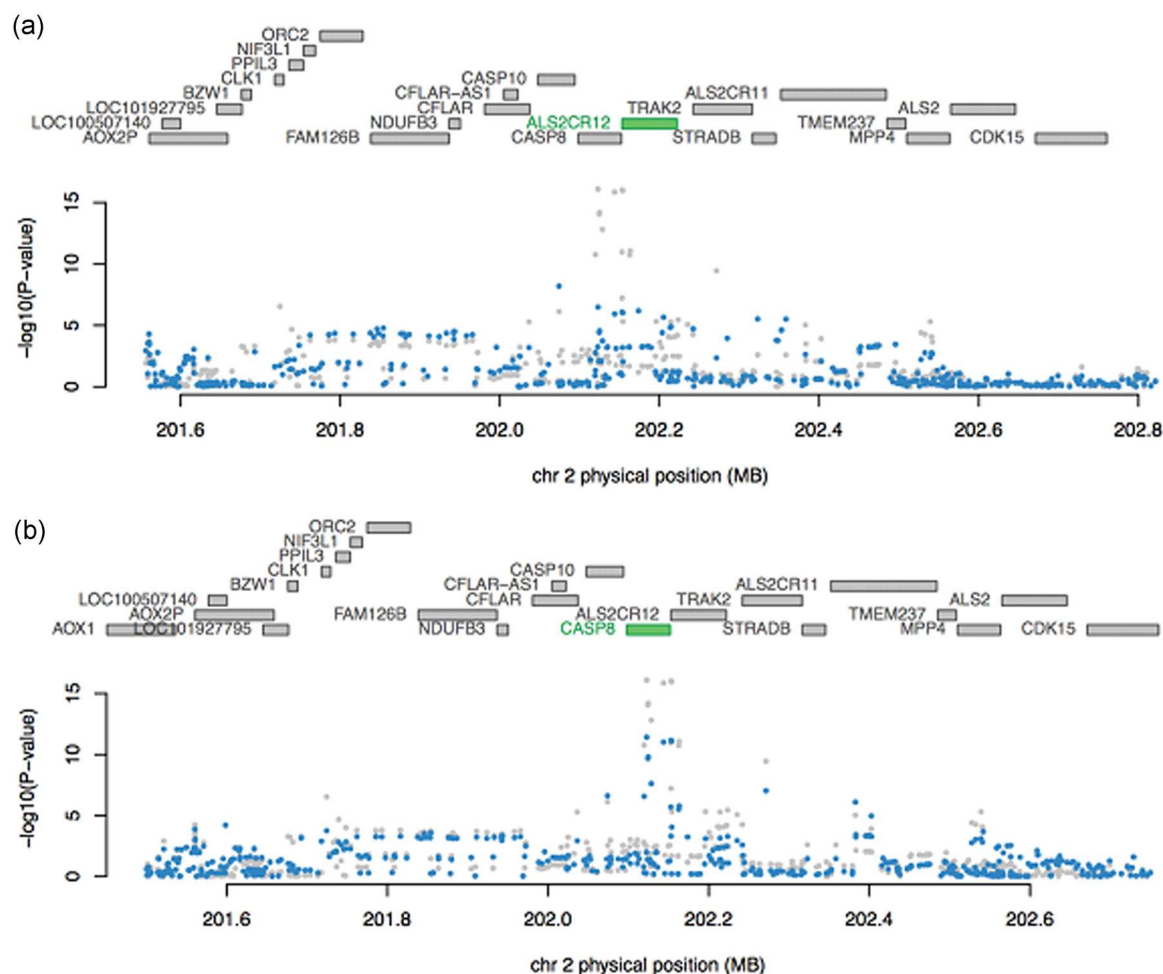 (a)
ORC2
NIF3L1
PPIL3
CLK1 CASP10
BZW1 CFLAR-AS1 ALS2CR11
LOC101927795 CFLAR TRAK2 ALS2
LOC100507140 NDUFB3 ALS2CR12 TMEM237
AOX2P FAM126B CASP8 STRADB MPP4 CDK15
-log10(P-value)
15
10
5
0
201.6 201.8 202.0 202.2 202.4 202.6 202.8
chr 2 physical position (MB)
(b)
ORC2
NIF3L1
PPIL3
CLK1 CASP10
BZW1 CFLAR-AS1 ALS2CR11
LOC100507140 CFLAR TRAK2 ALS2
AOX2P FAM126B ALS2CR12 TMEM237
AOX1 LOC101927795 NDUFB3 CASP8 STRADB MPP4 CDK15
-log10(P-value)
15
10
5
0
201.6 201.8 202.0 202.2 202.4 202.6
chr 2 physical position (MB)